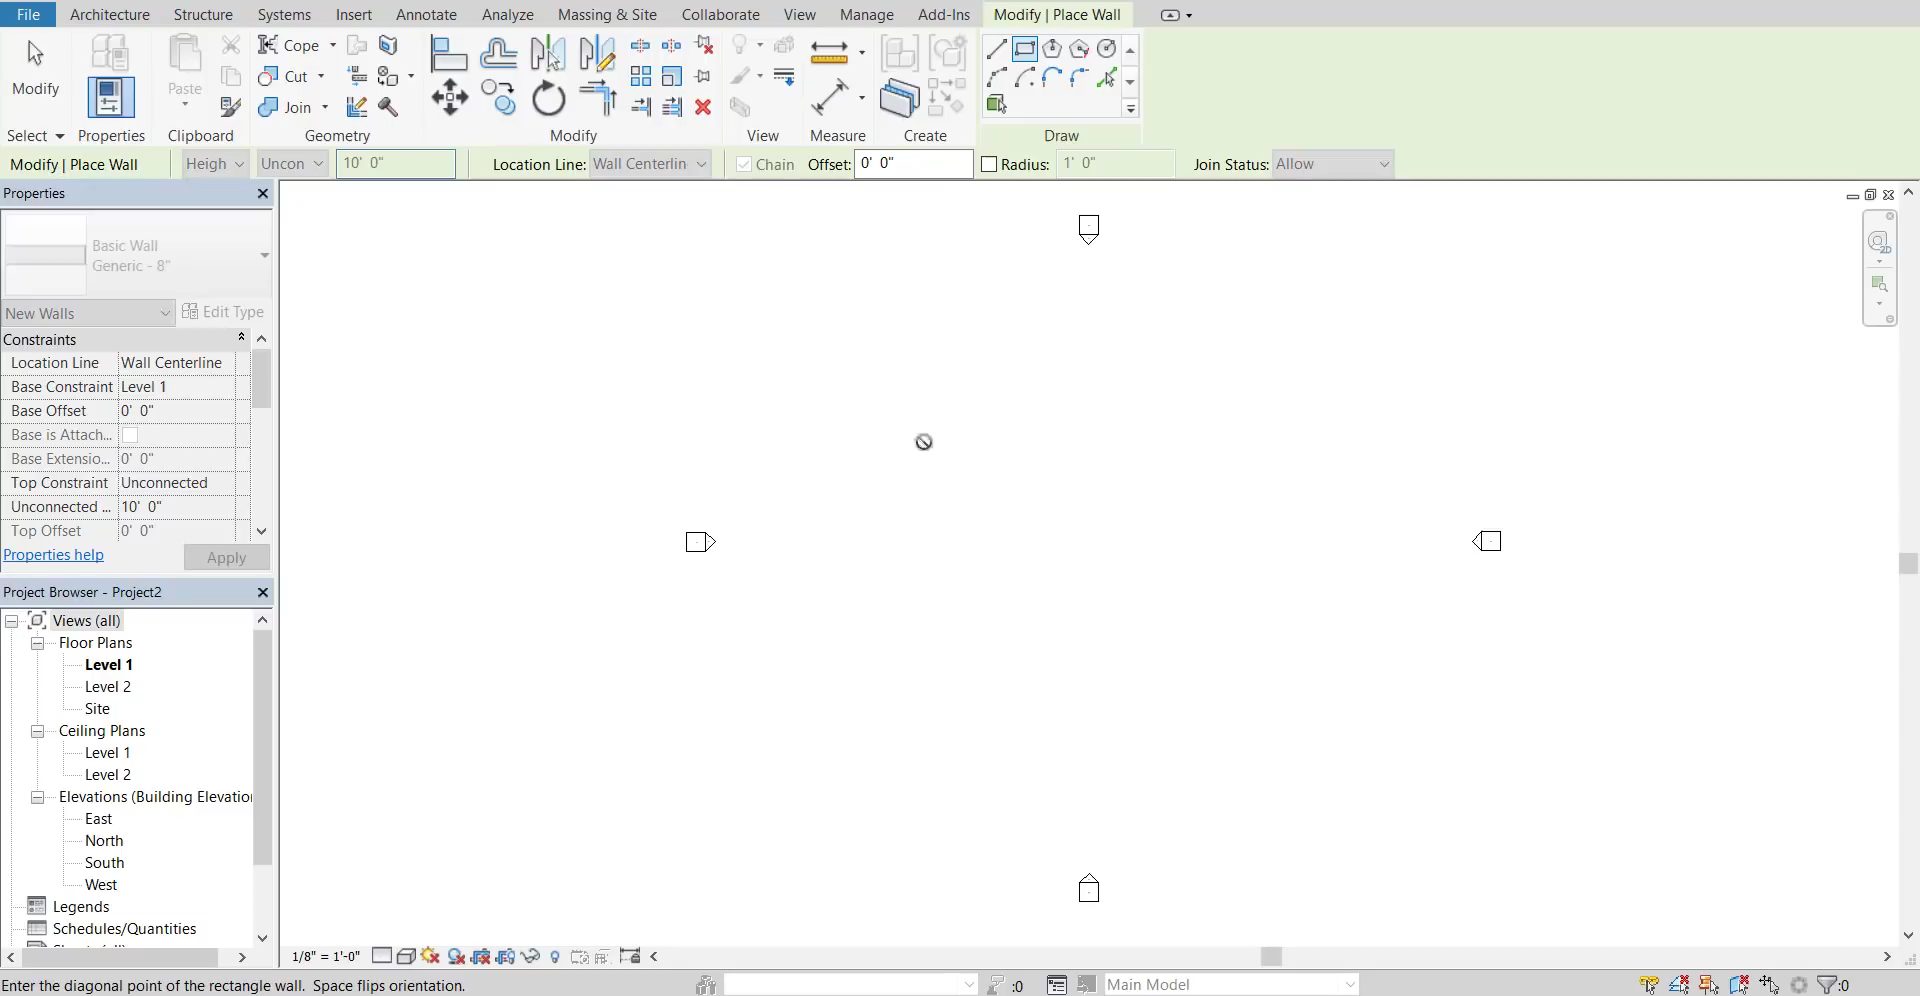 File Architecture Structure Systems Insert Annotate Analyze Massing & Site Collaborate View Manage Add-Ins Modify | Place Wall
Modify
Paste
Cope
Cut
Join
Select Properties Clipboard Geometry Modify View Measure Create Draw
Modify | Place Wall Heigh Uncon 10' 0" Location Line: Wall Centerlin Chain Offset: 0' 0" Radius: 1' 0" Join Status: Allow
Properties
Basic Wall
Generic - 8"
New Walls Edit Type
Constraints
Location Line Wall Centerline
Base Constraint Level 1
Base Offset 0' 0"
Base is Attach...
Base Extensio... 0' 0"
Top Constraint Unconnected
Unconnected ... 10' 0"
Top Offset 0' 0"
Properties help Apply
Project Browser - Project2
Views (all)
Floor Plans
Level 1
Level 2
Site
Ceiling Plans
Level 1
Level 2
Elevations (Building Elevatio
East
North
South
West
Legends
Schedules/Quantities
2D
1/8" = 1'-0"
Enter the diagonal point of the rectangle wall. Space flips orientation. :0 Main Model :0